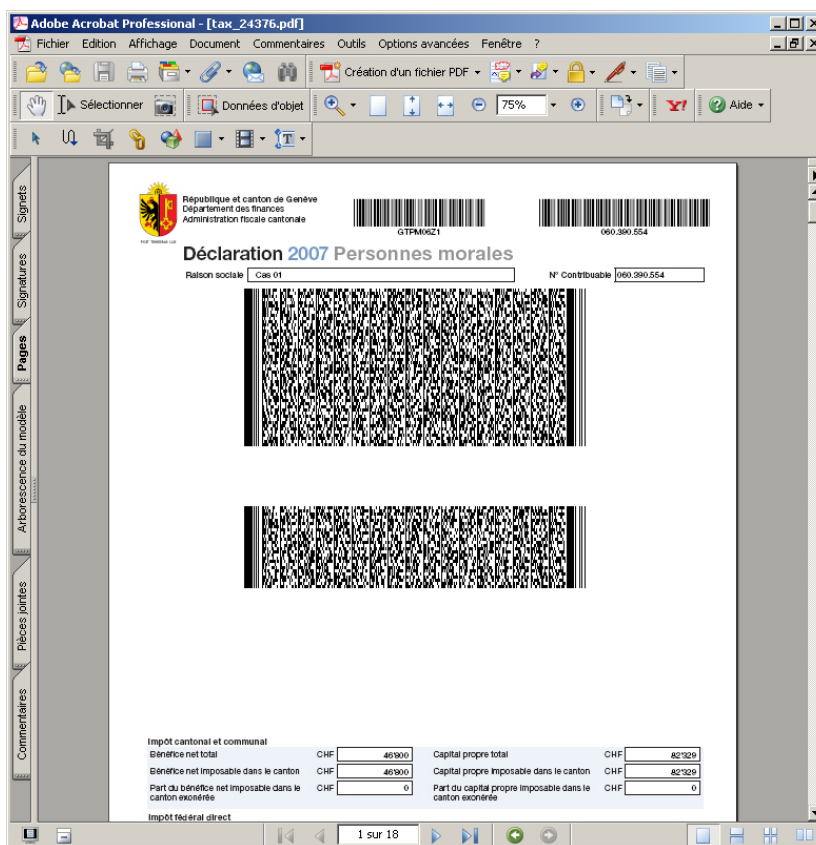 Adobe Acrobat Professional - [tax_24376.pdf]
Fichier Edition Affichage Document Commentaires Outils Options avancées Fenêtre ?
Création d'un fichier PDF
Sélectionner Données d'objet 75% Y! Aide
Signets
Signatures
Pages
Arborescence du modèle
Pièces jointes
Commentaires
République et canton de Genève
Département des finances
Administration fiscale cantonale
POST TENEBRAS LUX
GTPM06Z1
060.390.554
Déclaration 2007 Personnes morales
Raison sociale Cas 01 N° Contribuable 060.390.554
Impôt cantonal et communal
Bénéfice net total CHF 46'800 Capital propre total CHF 82'329
Bénéfice net imposable dans le canton CHF 46'800 Capital propre imposable dans le canton CHF 82'329
Part du bénéfice net imposable dans le CHF 0 Part du capital propre imposable dans le CHF 0
canton exonérée canton exonérée
Impôt fédéral direct
1 sur 18